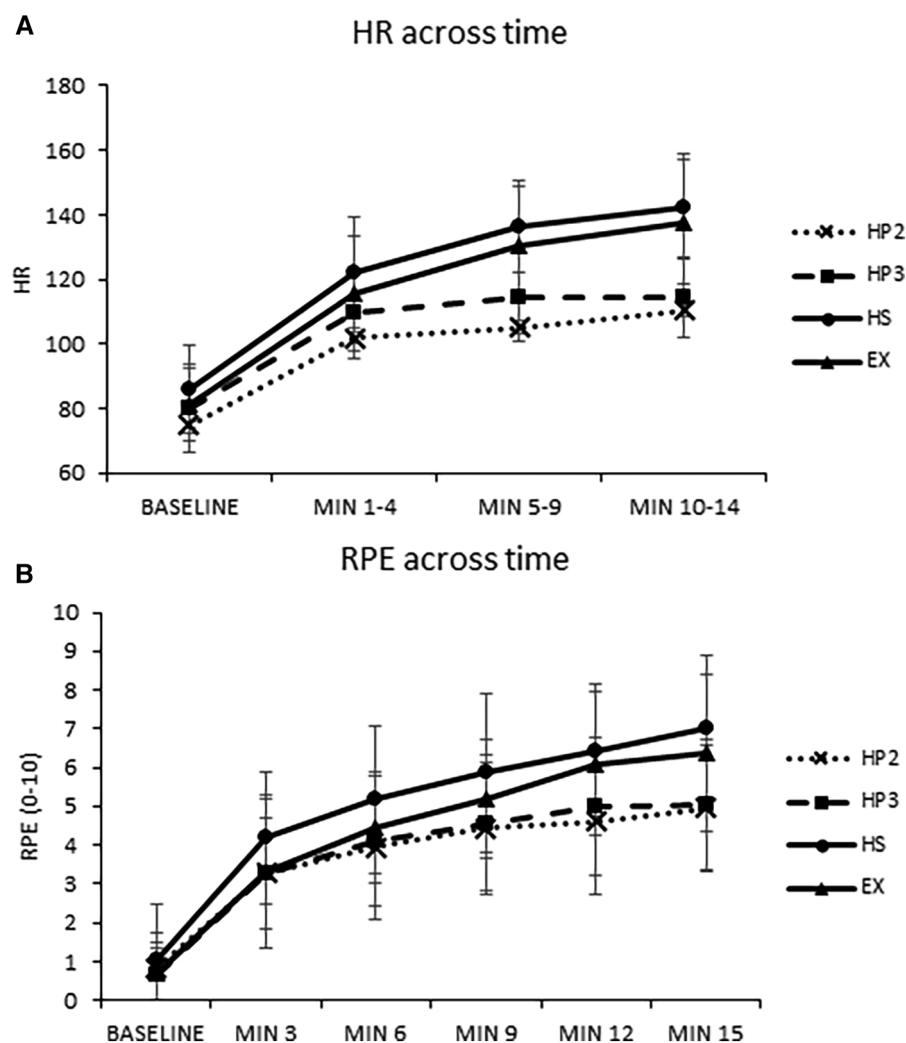 A
HR across time
180
160
140
120
100
80
60
HR
BASELINE MIN 1-4 MIN 5-9 MIN 10-14
HP2
HP3
HS
EX
B
RPE across time
10
9
8
7
6
5
4
3
2
1
0
RPE (0-10)
BASELINE MIN 3 MIN 6 MIN 9 MIN 12 MIN 15
HP2
HP3
HS
EX